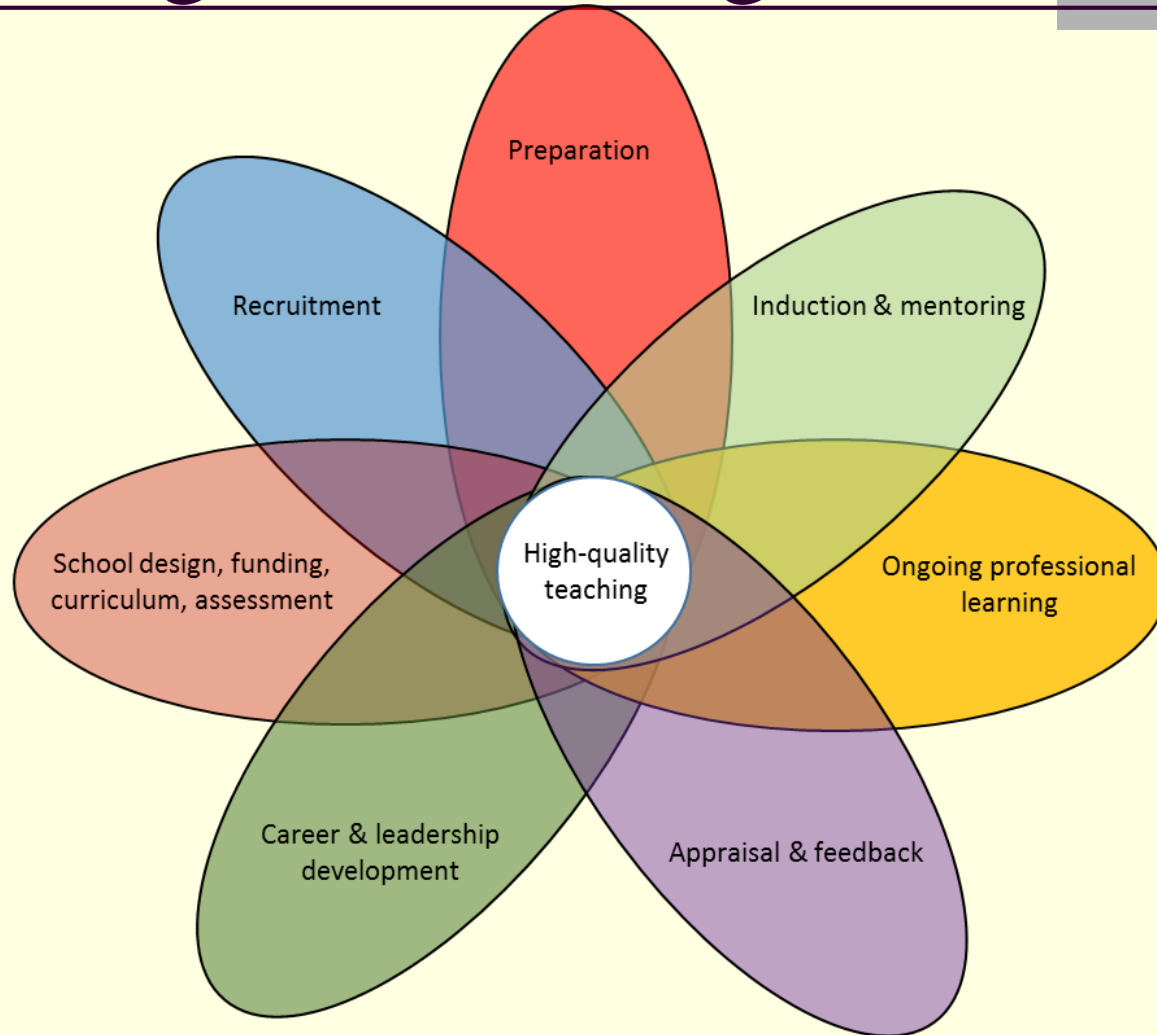 Preparation
Recruitment
Induction & mentoring
School design, funding,
curriculum, assessment
High-quality
teaching
Ongoing professional
learning
Career & leadership
development
Appraisal & feedback